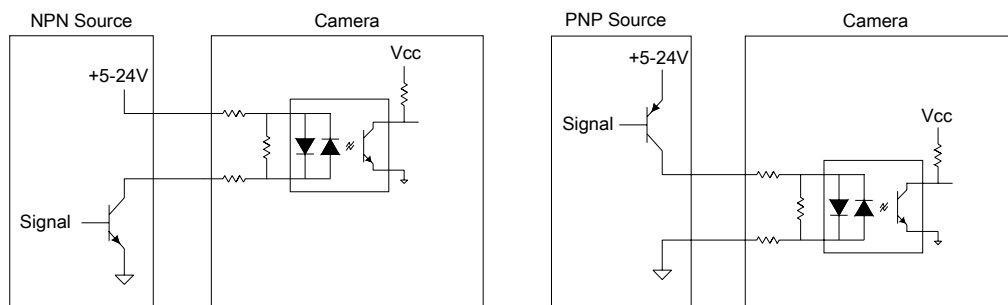 NPN Source
Camera
Vcc
+5-24V
Signal
PNP Source
Camera
+5-24V
Signal
Vcc